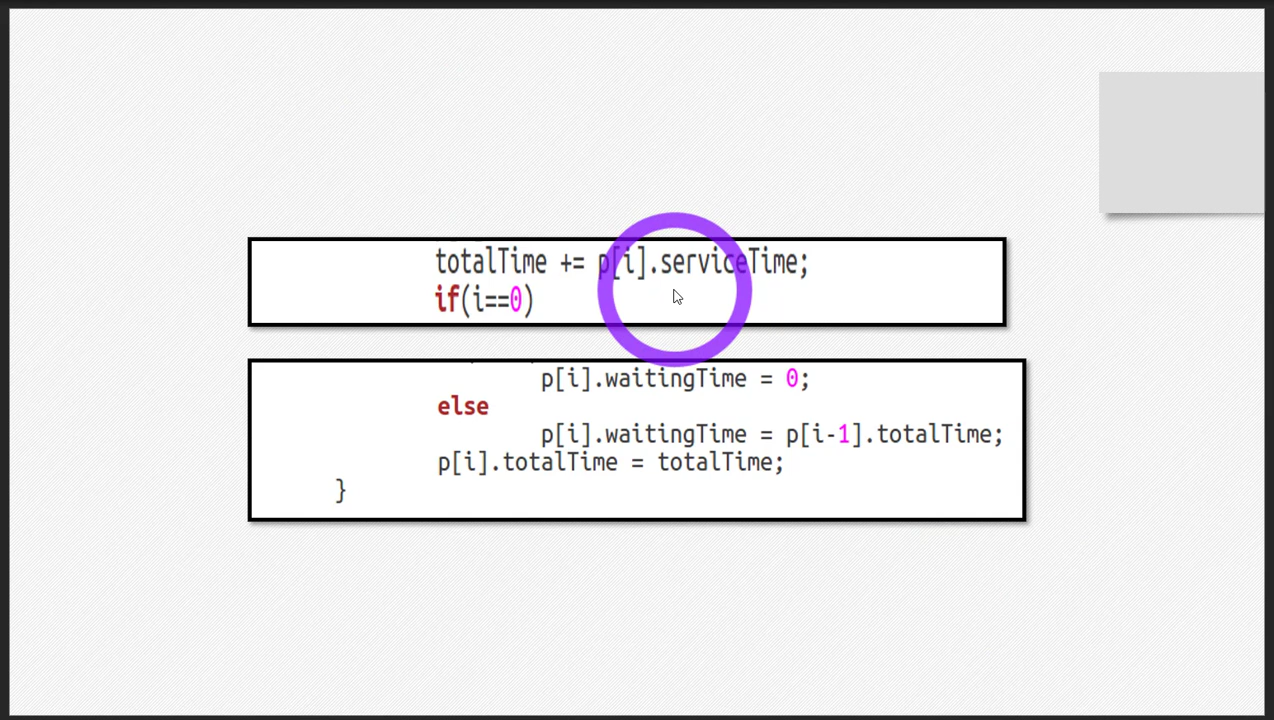 totalTime += p[i].serviceTime;
if(i==0)
p[i].waitingTime = 0;
else
p[i].waitingTime = p[i-1].totalTime;
p[i].totalTime = totalTime;
}